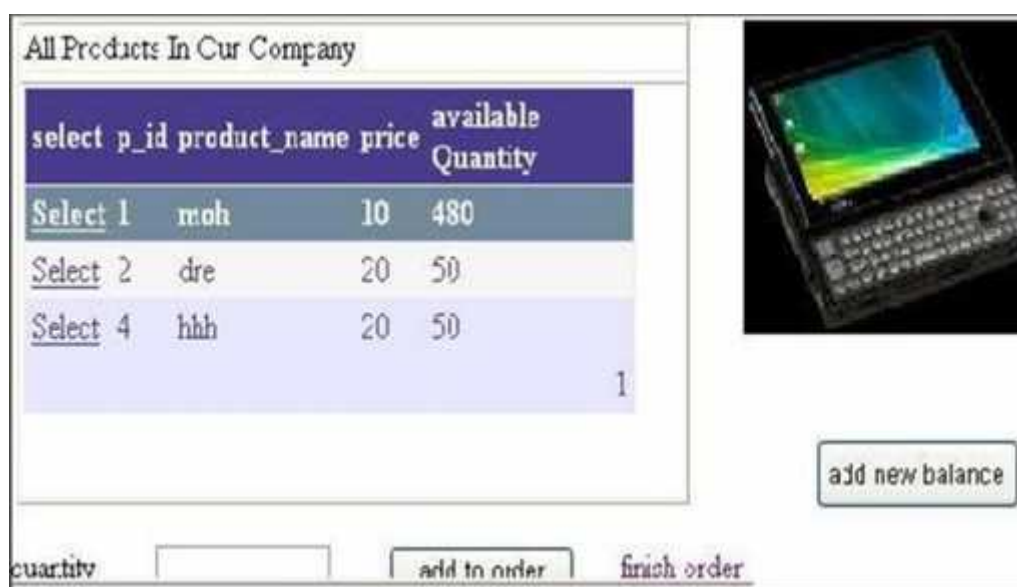 All Products In Our Company
select p_id product_name price available Quantity
Select 1 moh 10 480
Select 2 dre 20 50
Select 4 hhh 20 50
1
add new balance
quantity add to order finish order